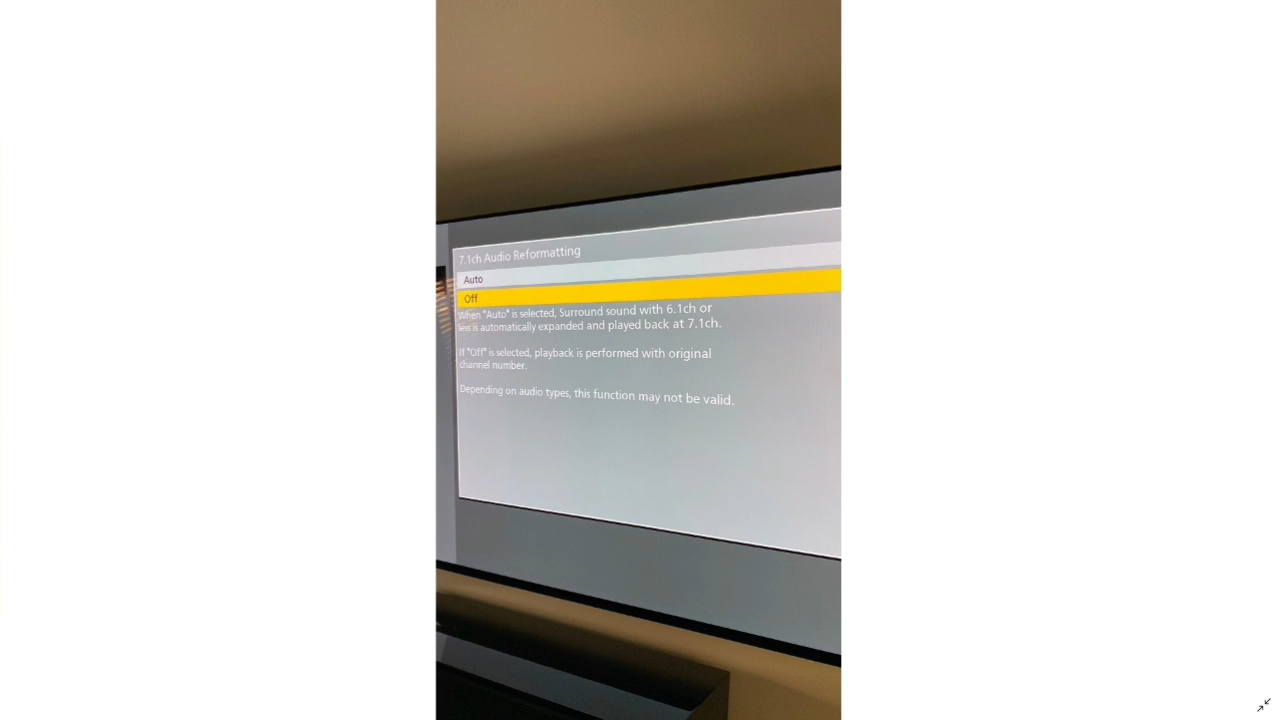 7.1ch Audio Reformatting
Auto
Off
When "Auto" is selected, Surround sound with 6.1ch or
less is automatically expanded and played back at 7.1ch.
If "Off" is selected, playback is performed with original
channel number.
Depending on audio types, this function may not be valid.